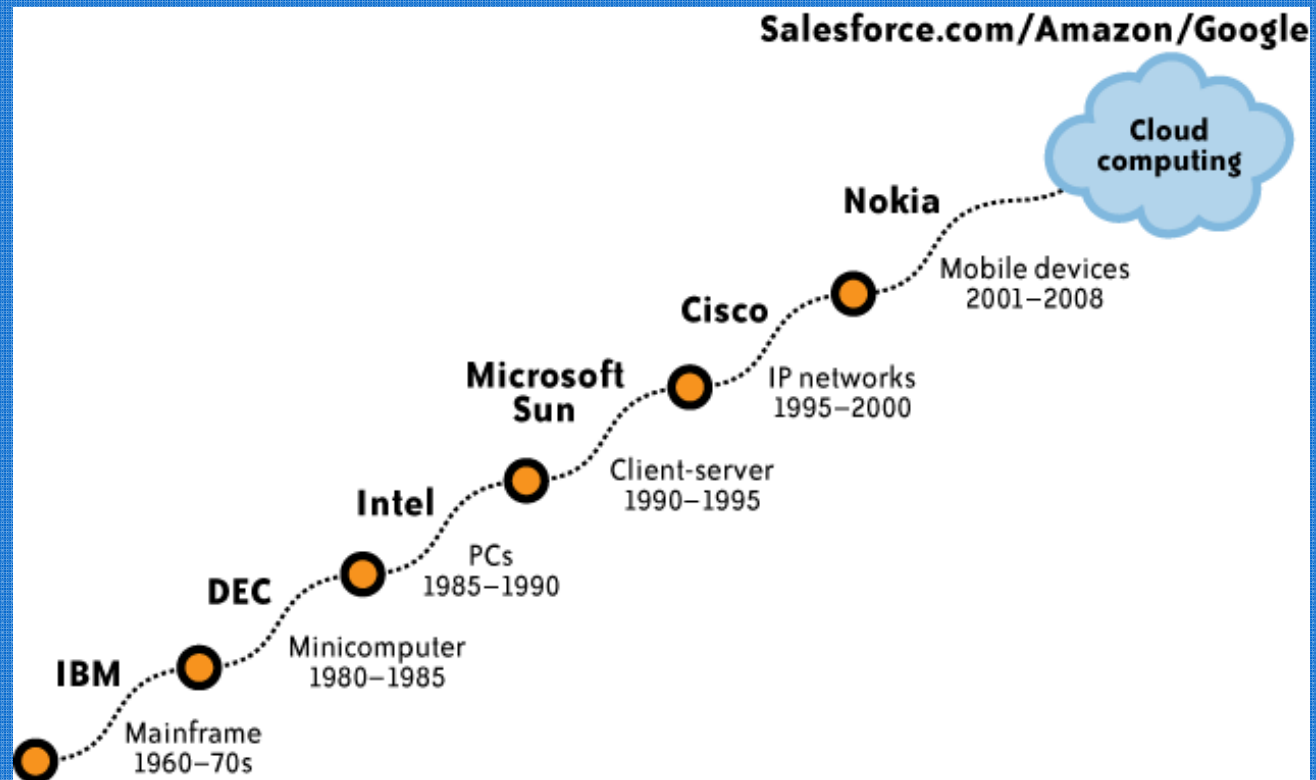 Salesforce.com/Amazon/Google
Cloud
computing
Nokia
Mobile devices
2001–2008
Cisco
IP networks
1995–2000
Microsoft
Sun
Client-server
1990–1995
Intel
PCs
1985–1990
DEC
Minicomputer
1980–1985
IBM
Mainframe
1960–70s